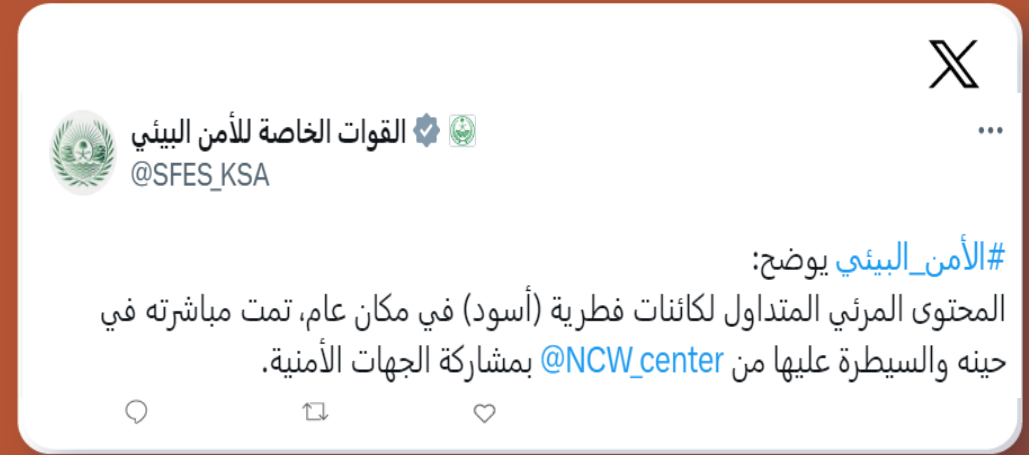 القوات الخاصة للأمن البيئي
@SFES_KSA
#الأمن_البيئي يوضح:
المحتوى المرئي المتداول لكائنات فطرية (أسود) في مكان عام، تمت مباشرته في
حينه والسيطرة عليها من @NCW_center بمشاركة الجهات الأمنية.